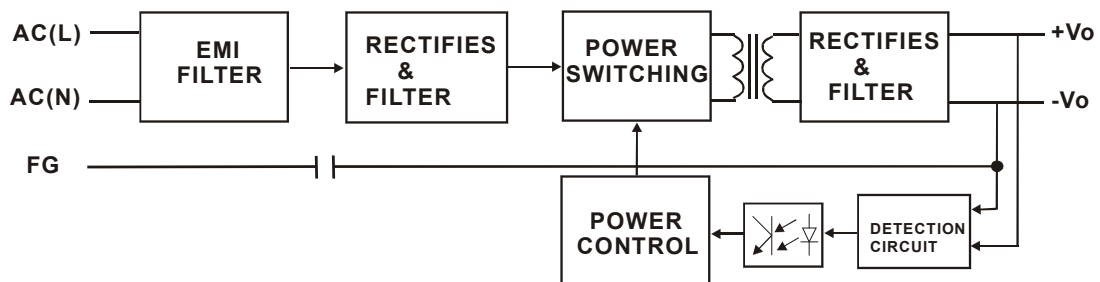 AC(L)
AC(N)
EMI
FILTER
RECTIFIES
&
FILTER
POWER
SWITCHING
RECTIFIES
&
FILTER
+Vo
-Vo
FG
POWER
CONTROL
DETECTION
CIRCUIT